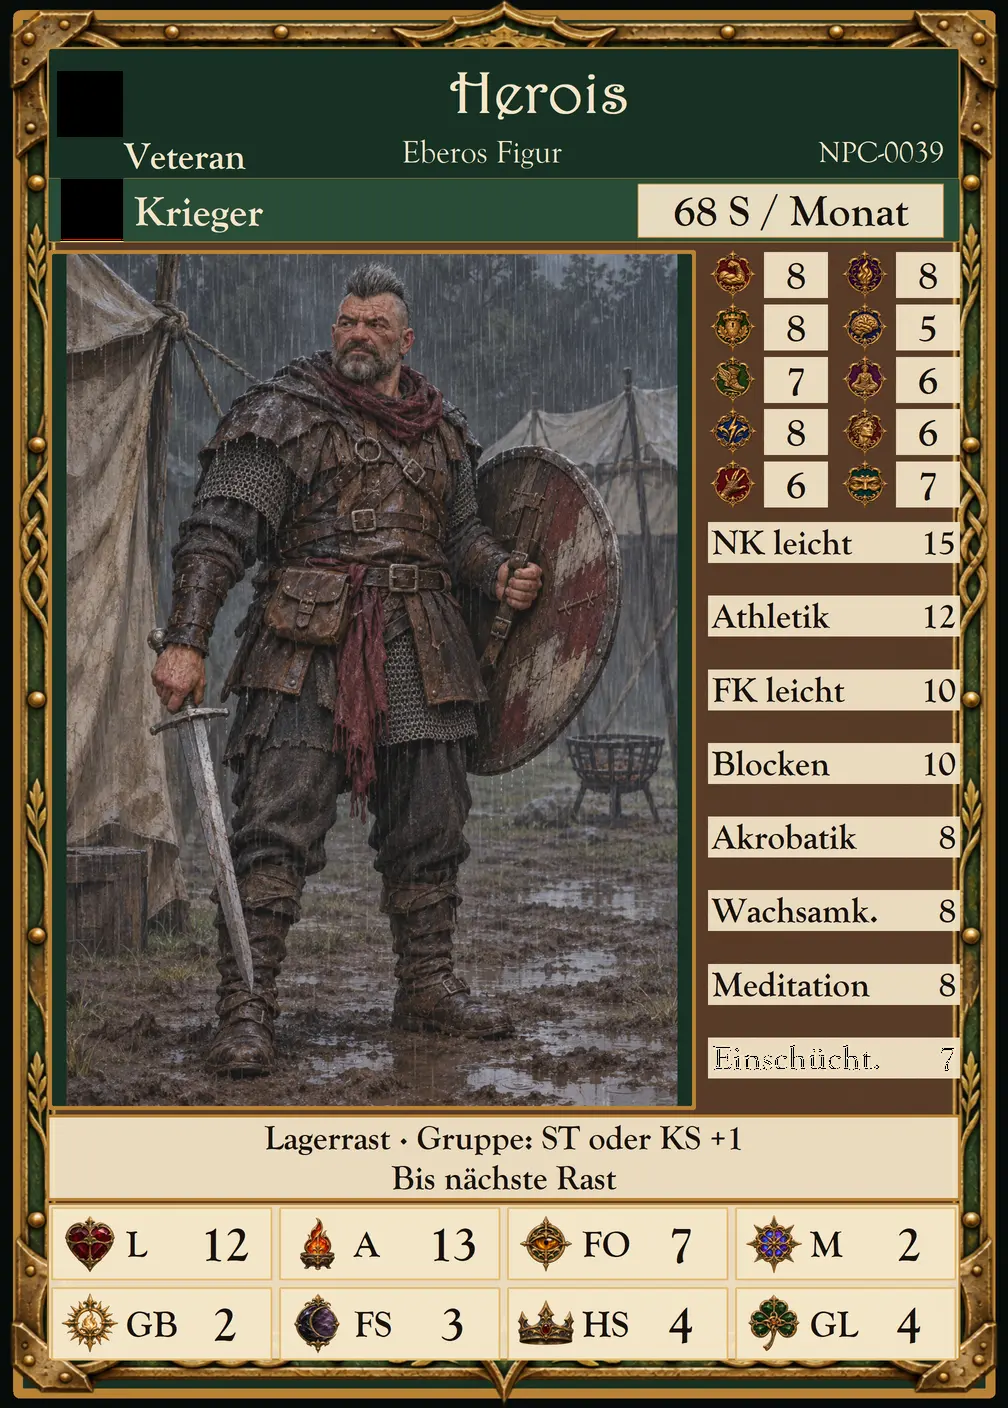 Herois
Veteran
Eberos Figur
NPC-0039
Krieger
68 S / Monat
8 8
8 5
7 6
8 6
6 7
NK leicht 15
Athletik 12
FK leicht 10
Blocken 10
Akrobatik 8
Wachsamk. 8
Meditation 8
Einschücht. 7
Lagerrast · Gruppe: ST oder KS +1
Bis nächste Rast
L 12 A 13 FO 7 M 2
GB 2 FS 3 HS 4 GL 4